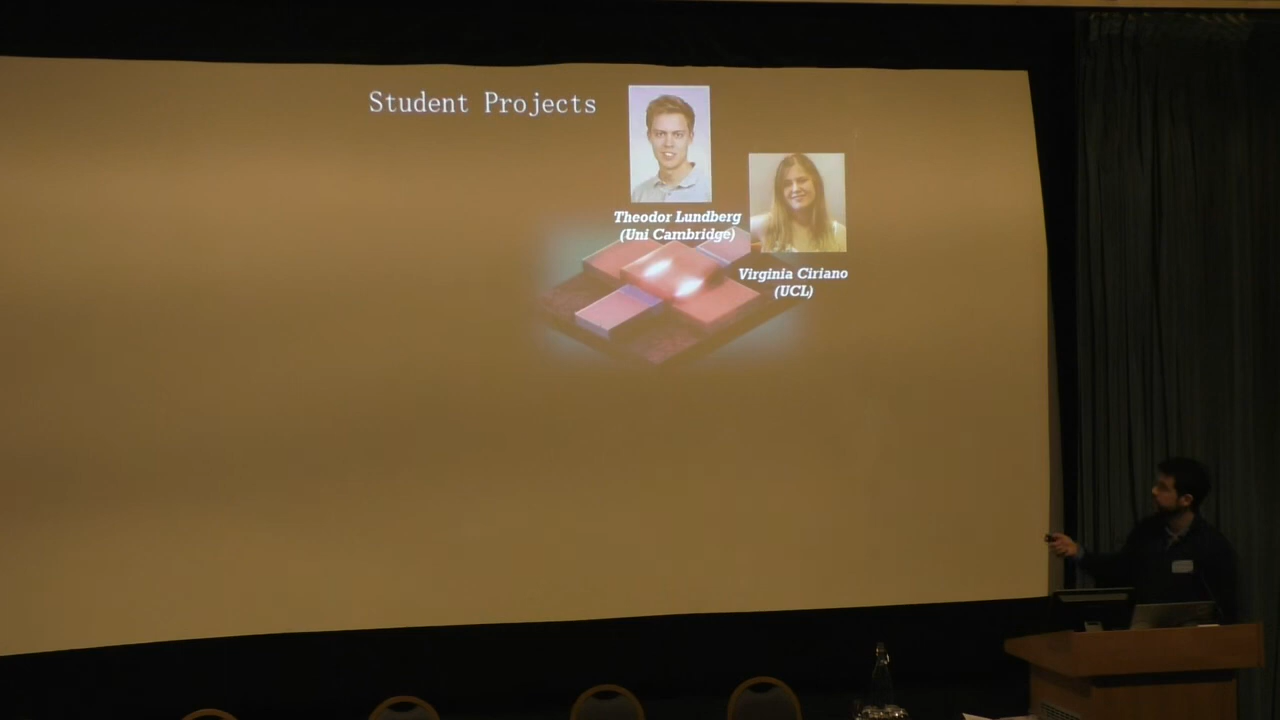 Student Projects
Theodor Lundberg
(Uni Cambridge)
Virginia Ciriano
(UCL)